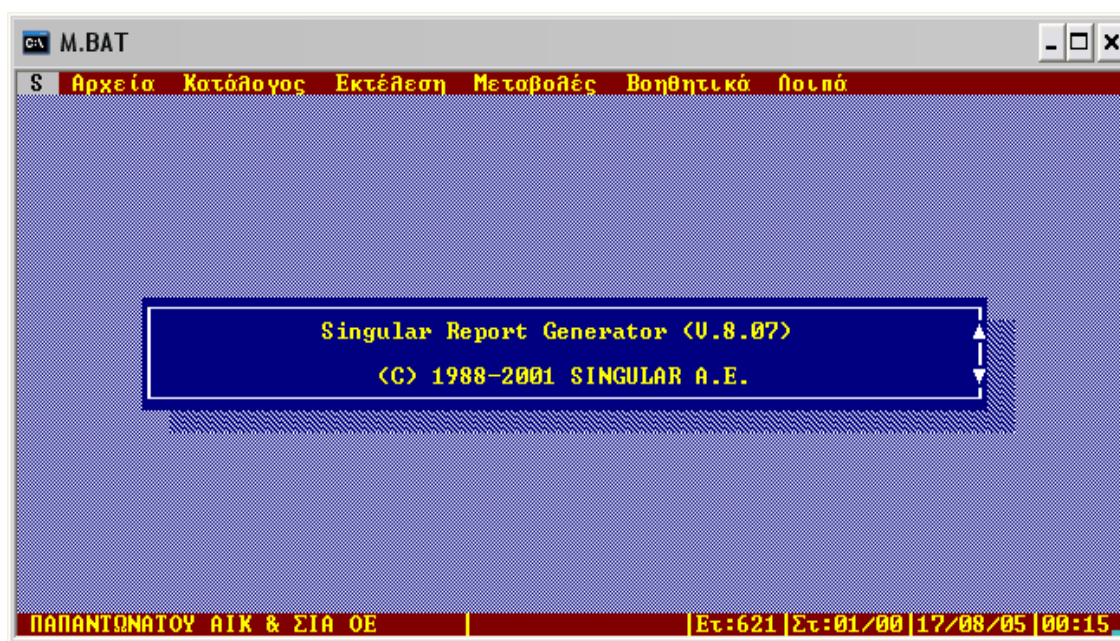 M.BAT
S Αρχεία Κατάλογος Εκτέλεση Μεταβολές Βοηθητικά Λοιπά
Singular Report Generator (V.8.07)
(C) 1988-2001 SINGULAR A.E.
ΠΑΠΑΝΤΩΝΑΤΟΥ ΑΙΚ & ΣΙΑ ΟΕ | |Ετ:621|Στ:01/00|17/08/05|00:15